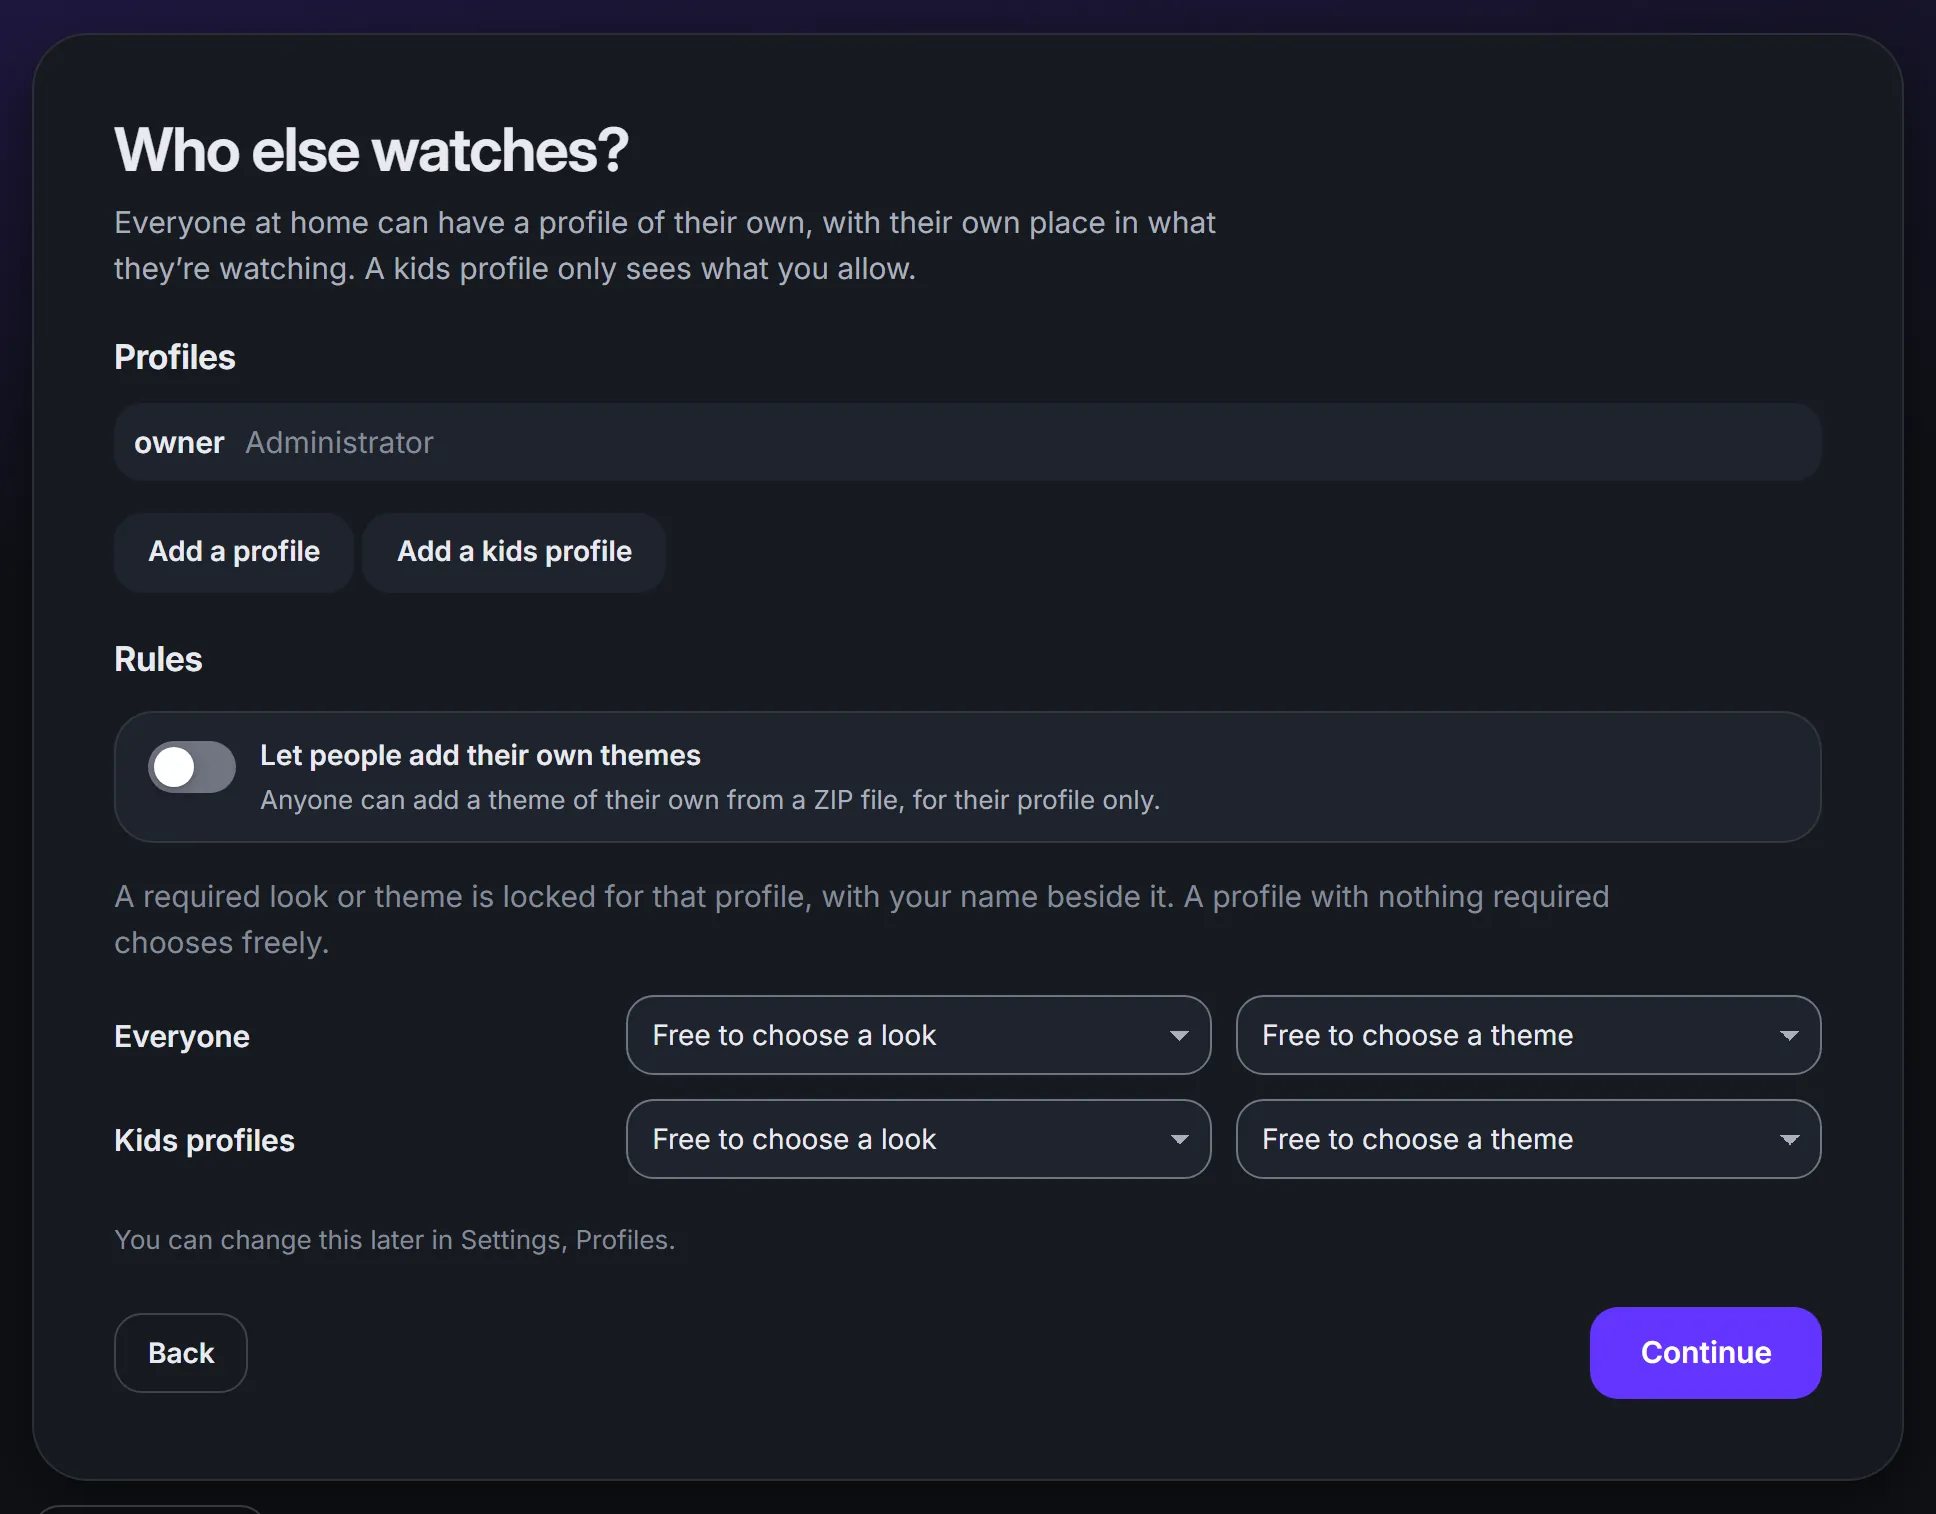 Who else watches?
Everyone at home can have a profile of their own, with their own place in what
they’re watching. A kids profile only sees what you allow.
Profiles
owner Administrator
Add a profile Add a kids profile
Rules
Let people add their own themes
Anyone can add a theme of their own from a ZIP file, for their profile only.
A required look or theme is locked for that profile, with your name beside it. A profile with nothing required
chooses freely.
Everyone Free to choose a look Free to choose a theme
Kids profiles Free to choose a look Free to choose a theme
You can change this later in Settings, Profiles.
Back Continue